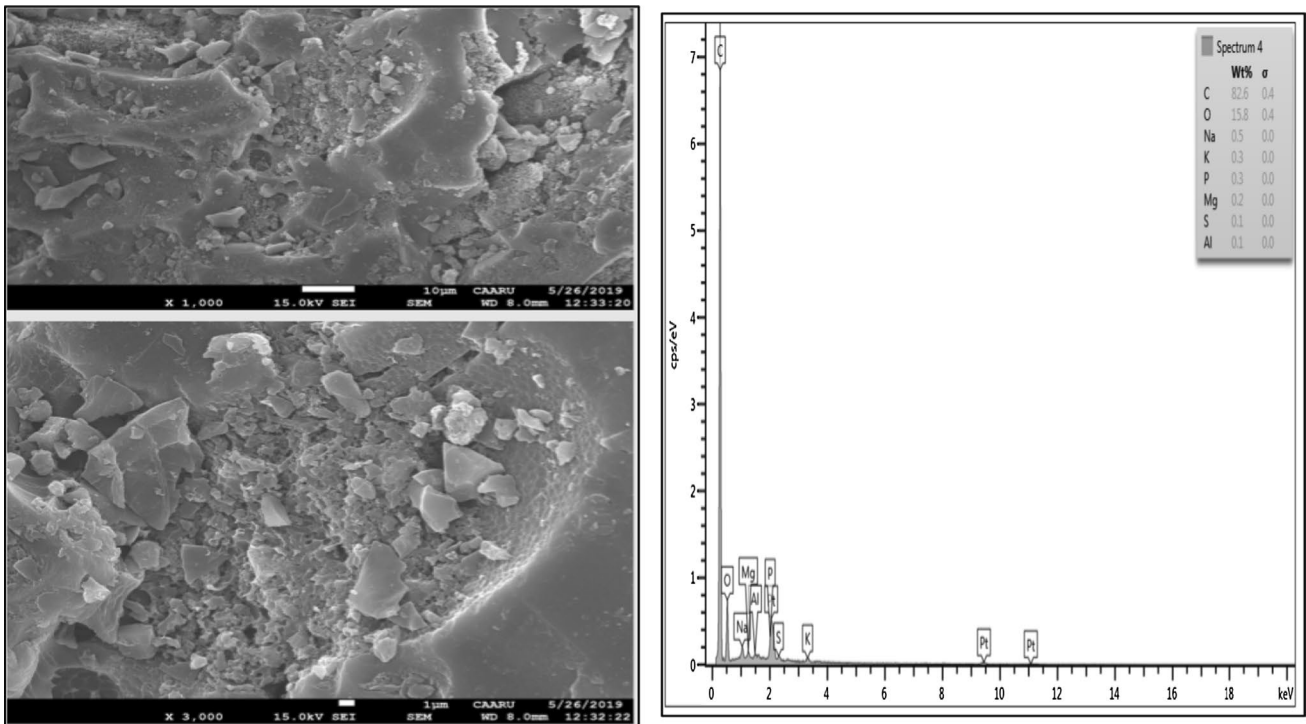 10µm CAARU 5/26/2019
X 1,000 15.0kV SEI SEM WD 8.0mm 12:33:20
1µm CAARU 5/26/2019
X 3,000 15.0kV SEI SEM WD 8.0mm 12:32:22
Spectrum 4
Wt% σ
C 82.6 0.4
O 15.8 0.4
Na 0.5 0.0
K 0.3 0.0
P 0.3 0.0
Mg 0.2 0.0
S 0.1 0.0
Al 0.1 0.0
cps/eV
7
6
5
4
3
2
1
0
C
O
Na
Mg
Al
P
Pt
S
K
Pt
Pt
0 2 4 6 8 10 12 14 16 18 keV